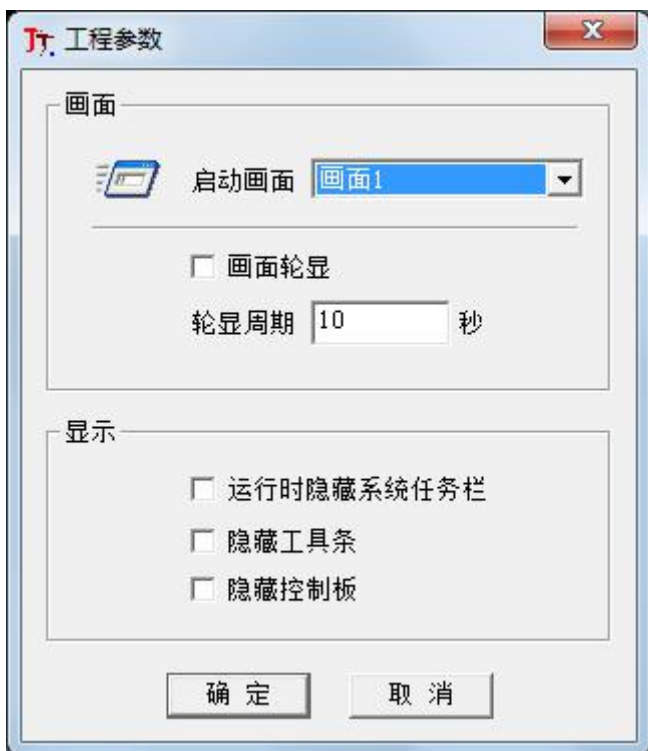 工程参数
画面
启动画面 画面1
画面轮显
轮显周期 10 秒
显示
运行时隐藏系统任务栏
隐藏工具条
隐藏控制板
确 定 取 消